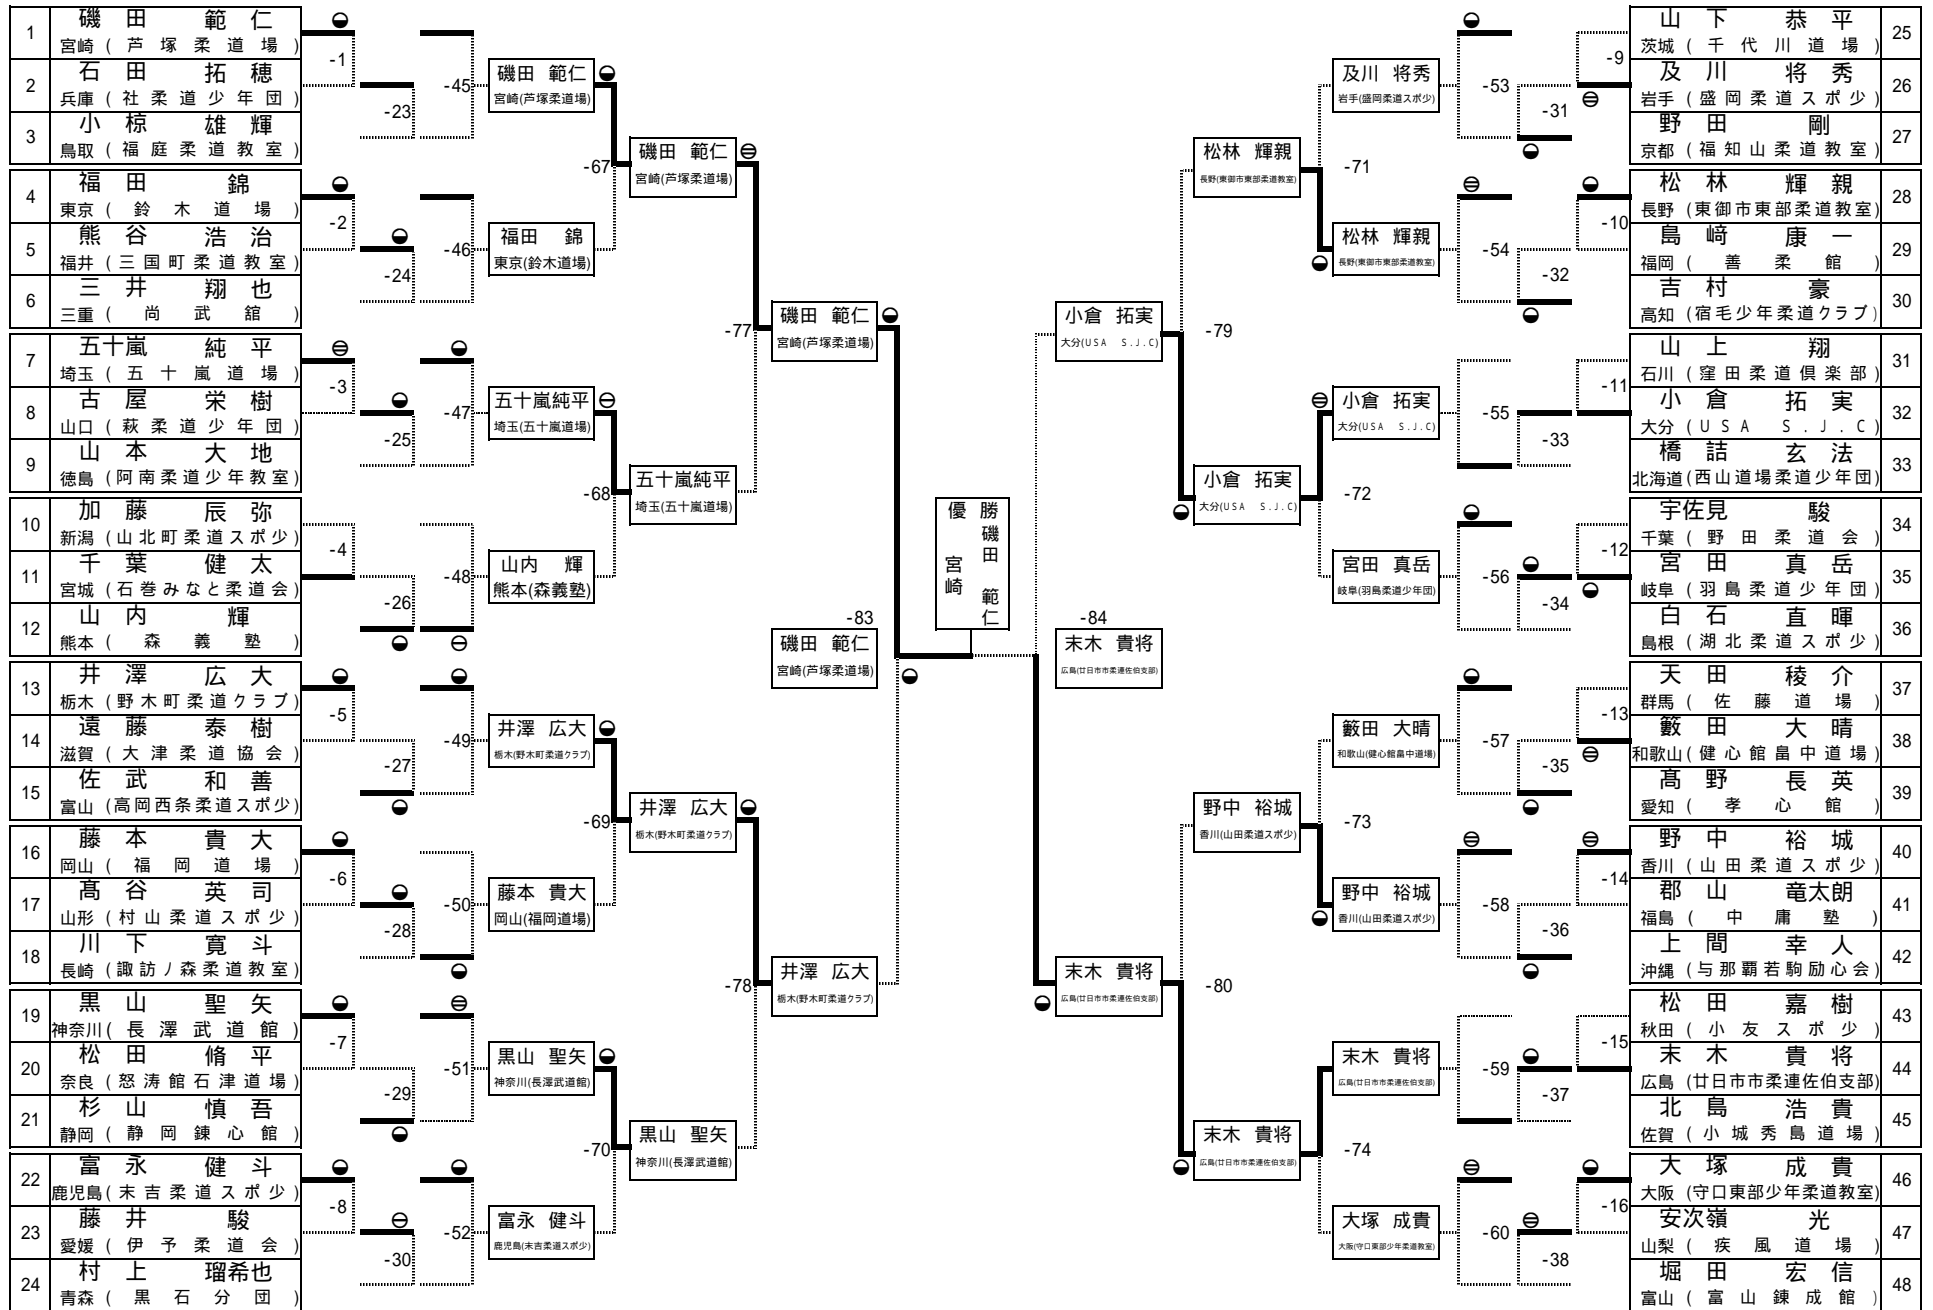 1 磯田 範仁
宮崎 (芦塚柔道場)
2 石田 拓穂
兵庫 (社柔道少年団)
3 小椋 雄輝
鳥取 (福庭柔道教室)
4 福田 錦
東京 (鈴木道場)
5 熊谷 浩治
福井 (三国町柔道教室)
6 三井 翔也
三重 (尚武舘)
7 五十嵐 純平
埼玉 (五十嵐道場)
8 古屋 栄樹
山口 (萩柔道少年団)
9 山本 大地
徳島 (阿南柔道少年教室)
10 加藤 辰弥
新潟 (山北町柔道スポ少)
11 千葉 健太
宮城 (石巻みなと柔道会)
12 山内 輝
熊本 (森義塾)
13 井澤 広大
栃木 (野木町柔道クラブ)
14 遠藤 泰樹
滋賀 (大津柔道協会)
15 佐武 和善
富山 (高岡西条柔道スポ少)
16 藤本 貴大
岡山 (福岡道場)
17 髙谷 英司
山形 (村山柔道スポ少)
18 川下 寛斗
長崎 (諏訪ノ森柔道教室)
19 黒山 聖矢
神奈川 (長澤武道館)
20 松田 脩平
奈良 (怒涛館石津道場)
21 杉山 慎吾
静岡 (静岡錬心館)
22 富永 健斗
鹿児島 (末吉柔道スポ少)
23 藤井 駿
愛媛 (伊予柔道会)
24 村上 瑠希也
青森 (黒石分団)
-1
-2
-3
-4
-5
-6
-7
-8
-23
-24
-25
-26
-27
-28
-29
-30
-45
-46
-47
-48
-49
-50
-51
-52
磯田 範仁
宮崎(芦塚柔道場)
福田 錦
東京(鈴木道場)
五十嵐純平
埼玉(五十嵐道場)
山内 輝
熊本(森義塾)
井澤 広大
栃木(野木町柔道クラブ)
藤本 貴大
岡山(福岡道場)
黒山 聖矢
神奈川(長澤武道館)
富永 健斗
鹿児島(末吉柔道スポ少)
-67
-68
-69
-70
磯田 範仁
宮崎(芦塚柔道場)
五十嵐純平
埼玉(五十嵐道場)
井澤 広大
栃木(野木町柔道クラブ)
黒山 聖矢
神奈川(長澤武道館)
-77
-78
磯田 範仁
宮崎(芦塚柔道場)
井澤 広大
栃木(野木町柔道クラブ)
-83
磯田 範仁
宮崎(芦塚柔道場)
優勝
磯田 範仁
宮崎
-84
末木 貴将
広島(廿日市市柔連佐伯支部)
小倉 拓実
大分(USA S.J.C)
末木 貴将
広島(廿日市市柔連佐伯支部)
-79
-80
松林 輝親
長野(東御市東部柔道教室)
小倉 拓実
大分(USA S.J.C)
野中 裕城
香川(山田柔道スポ少)
末木 貴将
広島(廿日市市柔連佐伯支部)
-71
-72
-73
-74
及川 将秀
岩手(盛岡柔道スポ少)
松林 輝親
長野(東御市東部柔道教室)
小倉 拓実
大分(USA S.J.C)
宮田 真岳
岐阜(羽島柔道少年団)
籔田 大晴
和歌山(健心館畠中道場)
野中 裕城
香川(山田柔道スポ少)
末木 貴将
広島(廿日市市柔連佐伯支部)
大塚 成貴
大阪(守口東部少年柔道教室)
-53
-54
-55
-56
-57
-58
-59
-60
-31
-32
-33
-34
-35
-36
-37
-38
-9
-10
-11
-12
-13
-14
-15
-16
山下 恭平 25
茨城 (千代川道場)
及川 将秀 26
岩手 (盛岡柔道スポ少)
野田 剛 27
京都 (福知山柔道教室)
松林 輝親 28
長野 (東御市東部柔道教室)
島﨑 康一 29
福岡 (善柔館)
吉村 豪 30
高知 (宿毛少年柔道クラブ)
山上 翔 31
石川 (窪田柔道倶楽部)
小倉 拓実 32
大分 (USA S.J.C)
橋詰 玄法 33
北海道 (西山道場柔道少年団)
宇佐見 駿 34
千葉 (野田柔道会)
宮田 真岳 35
岐阜 (羽島柔道少年団)
白石 直暉 36
島根 (湖北柔道スポ少)
天田 稜介 37
群馬 (佐藤道場)
籔田 大晴 38
和歌山 (健心館畠中道場)
髙野 長英 39
愛知 (孝心館)
野中 裕城 40
香川 (山田柔道スポ少)
郡山 竜太朗 41
福島 (中庸塾)
上間 幸人 42
沖縄 (与那覇若駒励心会)
松田 嘉樹 43
秋田 (小友スポ少)
末木 貴将 44
広島 (廿日市市柔連佐伯支部)
北島 浩貴 45
佐賀 (小城秀島道場)
大塚 成貴 46
大阪 (守口東部少年柔道教室)
安次嶺 光 47
山梨 (疾風道場)
堀田 宏信 48
富山 (富山錬成館)